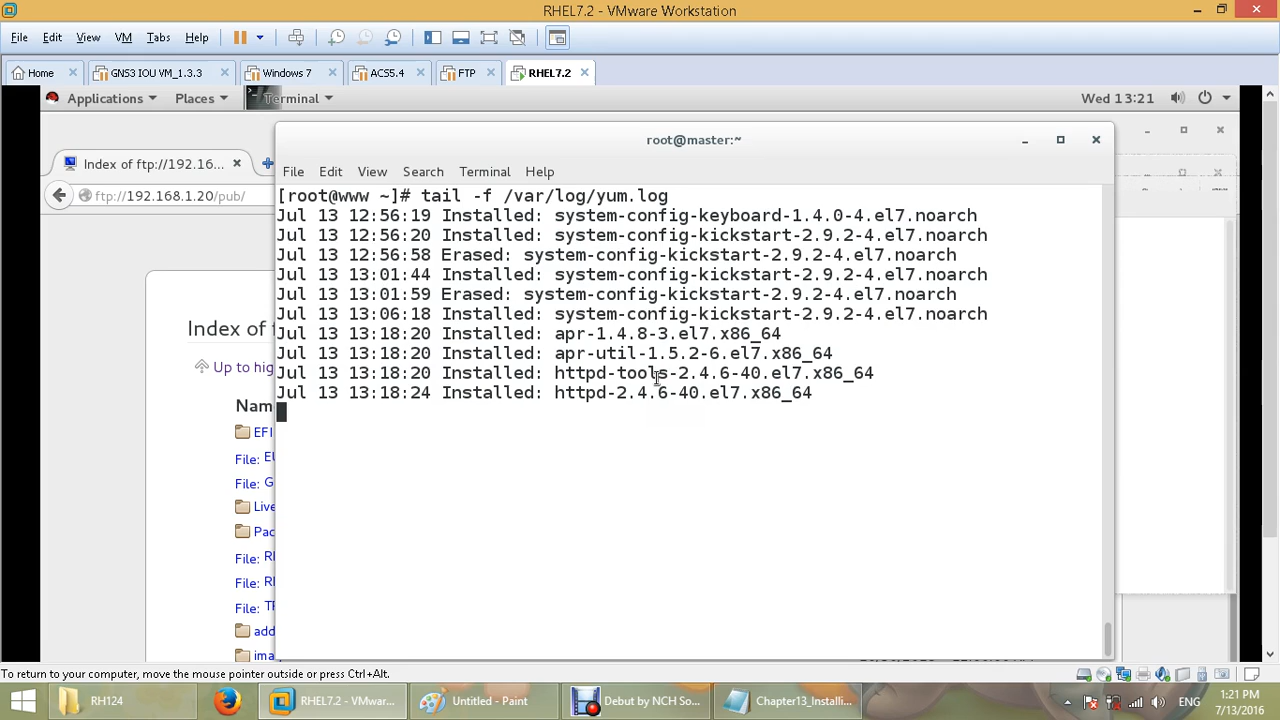 RHEL7.2 - VMware Workstation
File Edit View VM Tabs Help
Home GNS3 IOU VM_1.3.3 Windows 7 ACS5.4 FTP RHEL7.2
Applications Places Terminal Wed 13:21
root@master:~
Index of ftp://192.16...
File Edit View Search Terminal Help
ftp://192.168.1.20/pub/
[root@www ~]# tail -f /var/log/yum.log
Jul 13 12:56:19 Installed: system-config-keyboard-1.4.0-4.el7.noarch
Jul 13 12:56:20 Installed: system-config-kickstart-2.9.2-4.el7.noarch
Jul 13 12:56:58 Erased: system-config-kickstart-2.9.2-4.el7.noarch
Jul 13 13:01:44 Installed: system-config-kickstart-2.9.2-4.el7.noarch
Jul 13 13:01:59 Erased: system-config-kickstart-2.9.2-4.el7.noarch
Jul 13 13:06:18 Installed: system-config-kickstart-2.9.2-4.el7.noarch
Jul 13 13:18:20 Installed: apr-1.4.8-3.el7.x86_64
Jul 13 13:18:20 Installed: apr-util-1.5.2-6.el7.x86_64
Jul 13 13:18:20 Installed: httpd-tools-2.4.6-40.el7.x86_64
Jul 13 13:18:24 Installed: httpd-2.4.6-40.el7.x86_64
Index of
Up to high
Nam
EFI
File: EU
File: G
Live
Pac
File: RI
File: RI
File: TF
add
ima
To return to your computer, move the mouse pointer outside or press Ctrl+Alt.
RH124 RHEL7.2 - VMwar... Untitled - Paint Debut by NCH So... Chapter13_Installi... ENG 1:21 PM
7/13/2016